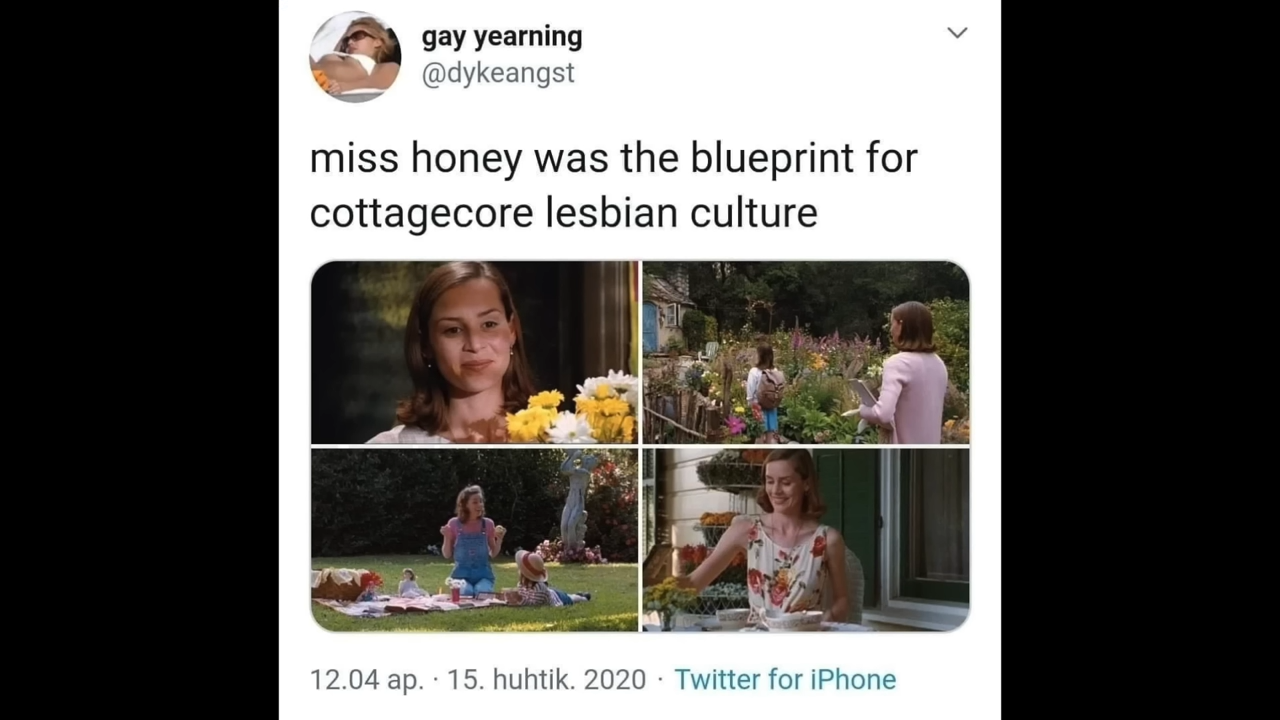 gay yearning
@dykeangst
miss honey was the blueprint for
cottagecore lesbian culture
12.04 ap. · 15. huhtik. 2020 · Twitter for iPhone